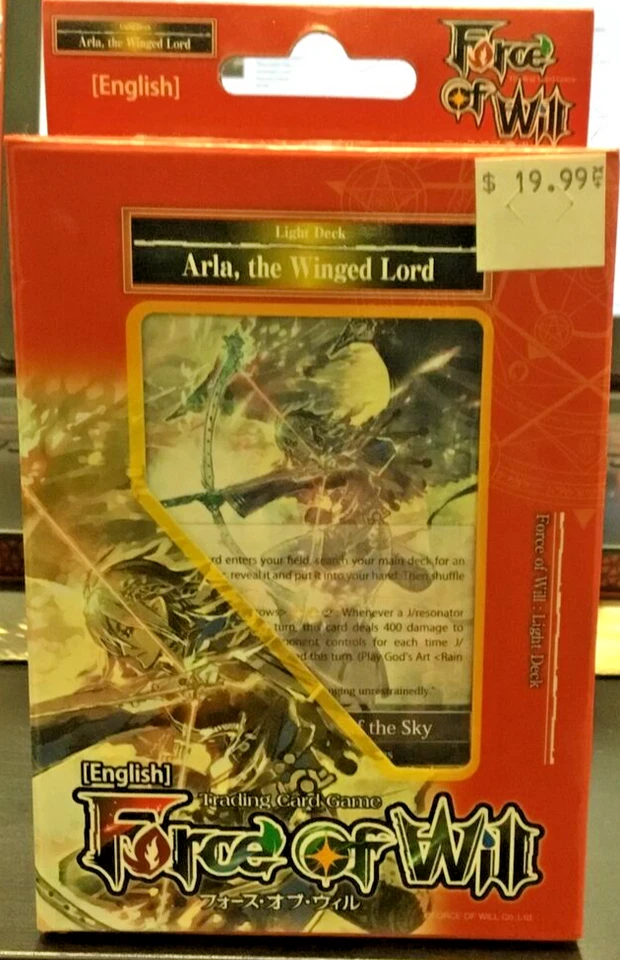 Arla, the Winged Lord
[English]
Force
Of Will
$ 19.99
Light Deck
Arla, the Winged Lord
rd enters your field, search your main deck for an
reveal it and put it into your hand. Then shuffle
Whenever a J/resonator
turn, this card deals 400 damage to
ponent controls for each time J/
ed this turn. (Play God's Art <Rain
unrestrainedly."
of the Sky
Force of Will : Light Deck
[English]
Trading Card Game
Force Of Will
フォース・オブ・ウィル
©FORCE OF WILL Co.,Ltd.